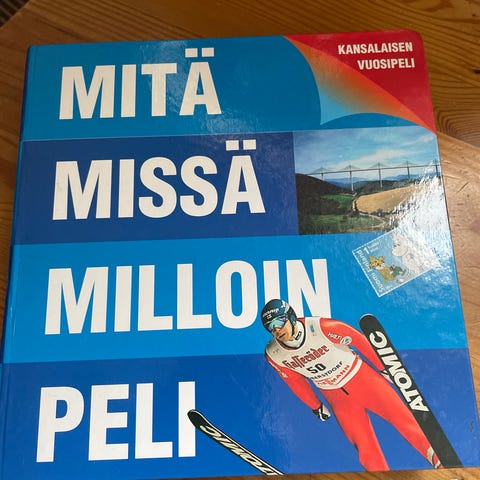 MITÄ
KANSALAISEN
VUOSIPELI
MISSÄ
MILLOIN
PELI
50
ATOMIC